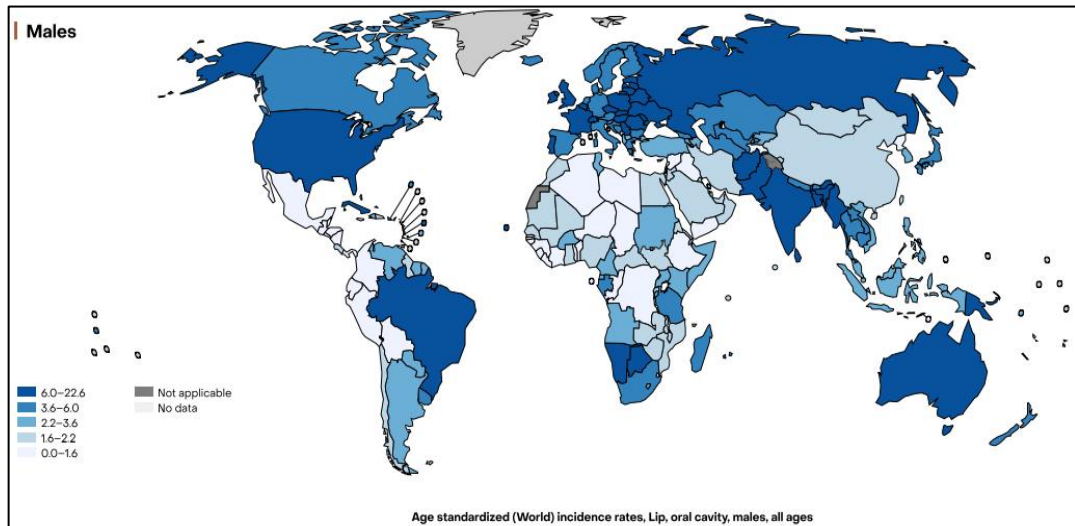 Males
6.0–22.6
3.6–6.0
2.2–3.6
1.6–2.2
0.0–1.6
Not applicable
No data
Age standardized (World) incidence rates, Lip, oral cavity, males, all ages